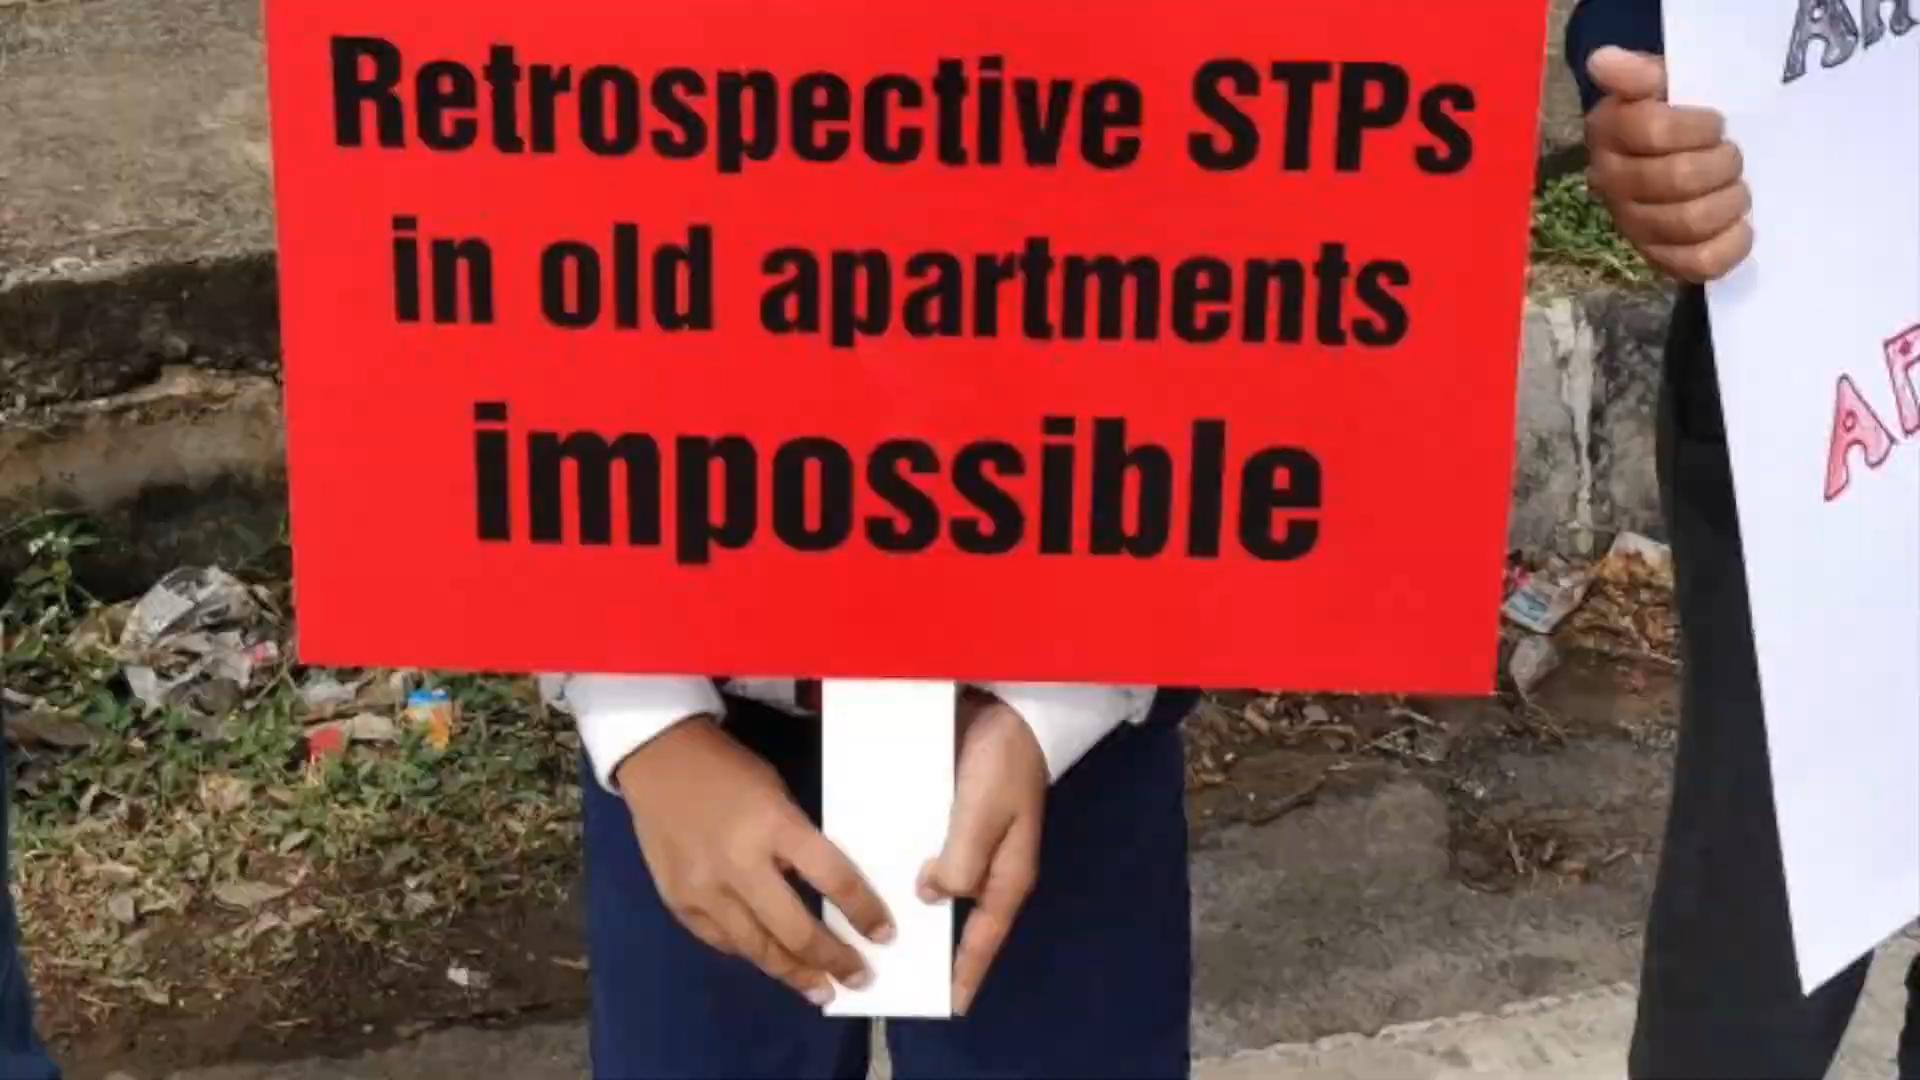 Retrospective STPs
in old apartments
impossible